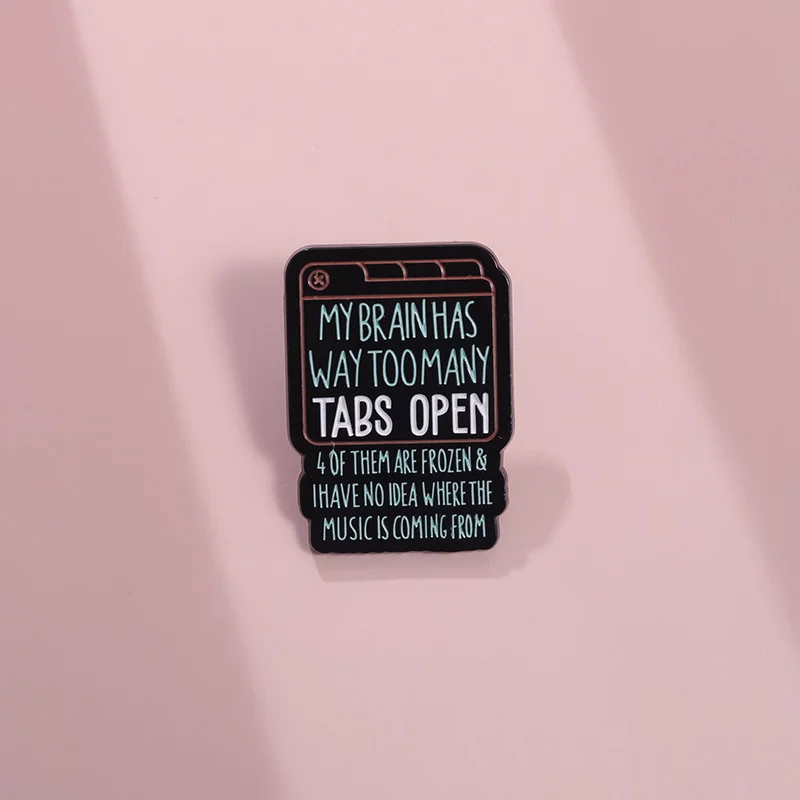 MY BRAIN HAS
WAY TOO MANY
TABS OPEN
4 OF THEM ARE FROZEN &
I HAVE NO IDEA WHERE THE
MUSIC IS COMING FROM